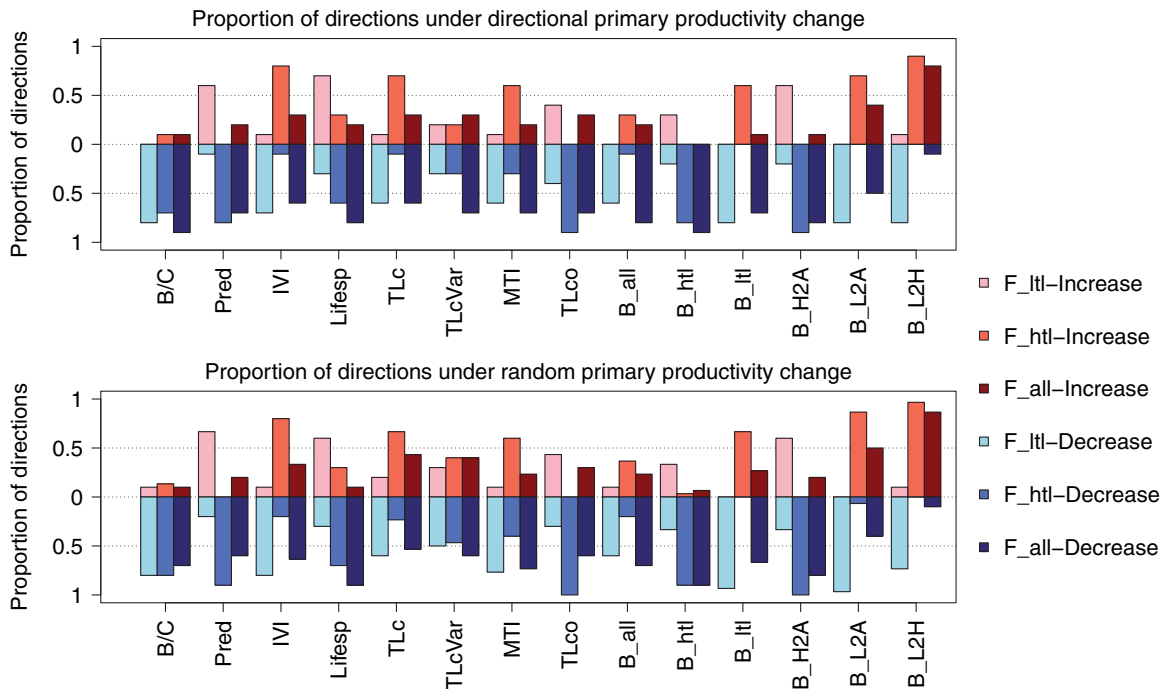 Proportion of directions under directional primary productivity change
Proportion of directions
1
0.5
0
0.5
1
B/C
Pred
IVI
Lifesp
TLc
TLcVar
MTI
TLco
B_all
B_htl
B_ltl
B_H2A
B_L2A
B_L2H
Proportion of directions under random primary productivity change
Proportion of directions
1
0.5
0
0.5
1
B/C
Pred
IVI
Lifesp
TLc
TLcVar
MTI
TLco
B_all
B_htl
B_ltl
B_H2A
B_L2A
B_L2H
F_ltl−Increase
F_htl−Increase
F_all−Increase
F_ltl−Decrease
F_htl−Decrease
F_all−Decrease